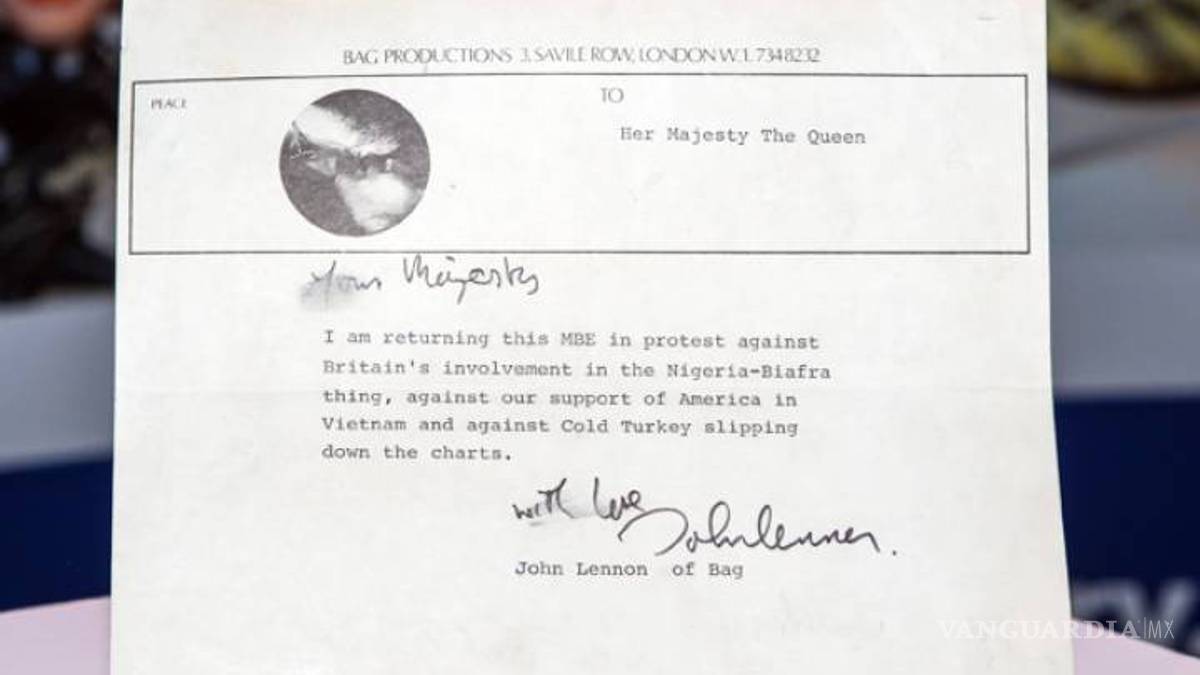 BAG PRODUCTIONS 3, SAVILE ROW, LONDON W.1. 734 8232
PEACE
TO
Her Majesty The Queen
Your Majesty
I am returning this MBE in protest against
Britain's involvement in the Nigeria-Biafra
thing, against our support of America in
Vietnam and against Cold Turkey slipping
down the charts.
with love
John Lennon.
John Lennon of Bag
VANGUARDIA|MX